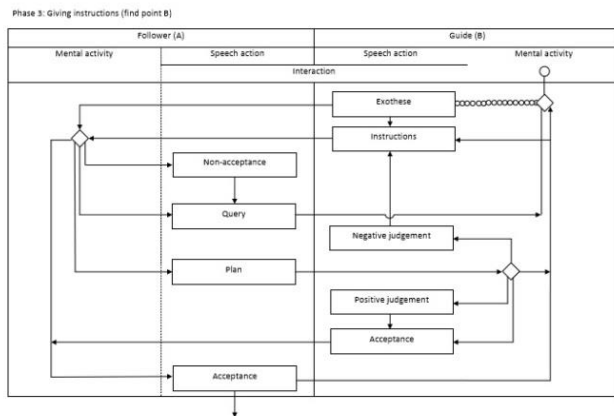 Phase 3: Giving instructions (find point B)
Follower (A)
Guide (B)
Mental activity
Speech action
Speech action
Mental activity
Interaction
Exothese
Instructions
Non-acceptance
Query
Negative judgement
Plan
Positive judgement
Acceptance
Acceptance